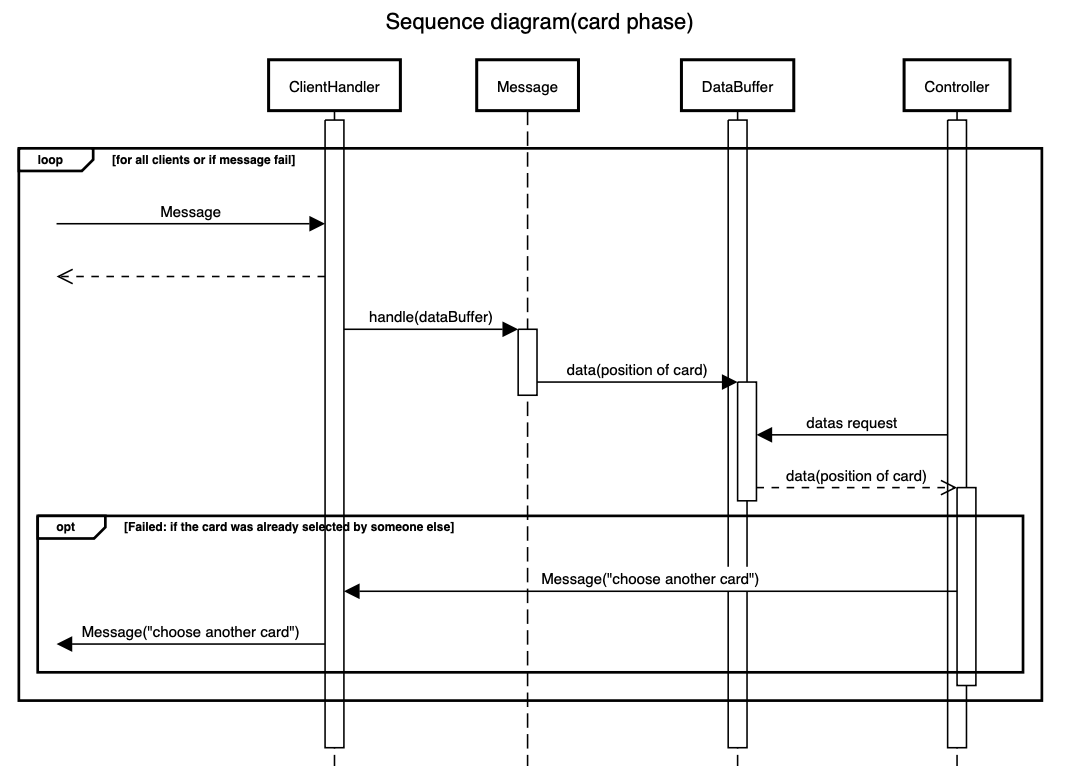 Sequence diagram(card phase)
ClientHandler
Message
DataBuffer
Controller
loop
[for all clients or if message fail]
Message
handle(dataBuffer)
data(position of card)
datas request
data(position of card)
opt
[Failed: if the card was already selected by someone else]
Message("choose another card")
Message("choose another card")